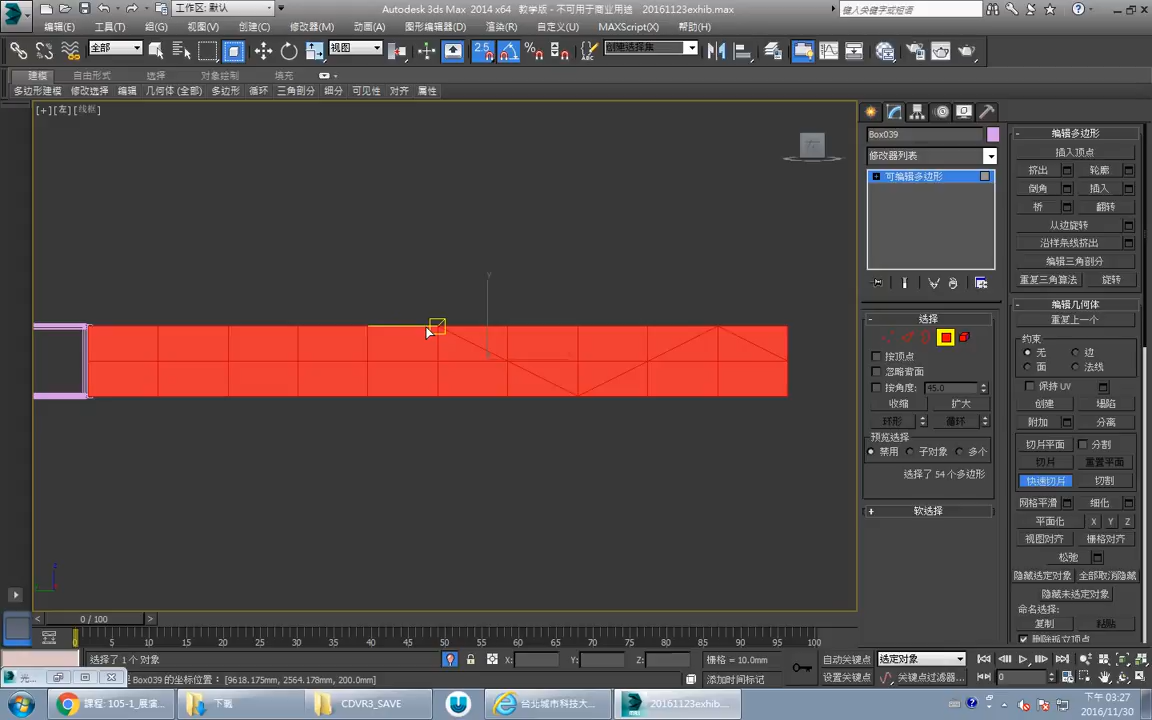 工作区: 默认
Autodesk 3ds Max 2014 x64 教学版 - 不可用于商业用途 20161123exhib.max
键入关键字或短语
编辑(E) 工具(T) 组(G) 视图(V) 创建(C) 修改器(M) 动画(A) 图形编辑器(D) 渲染(R) 自定义(U) MAXScript(X) 帮助(H)
全部 视图 2.5 创建选择集
建模 自由形式 选择 对象绘制 填充
多边形建模 修改选择 编辑 几何体 (全部) 多边形 循环 三角剖分 细分 可见性 对齐 属性
[+][左][线框]
Box039
修改器列表
可编辑多边形
选择
按顶点
忽略背面
按角度: 45.0
收缩 扩大
环形 循环
预览选择
禁用 子对象 多个
选择了 54 个多边形
软选择
编辑多边形
插入顶点
挤出 轮廓
倒角 插入
桥 翻转
从边旋转
沿样条线挤出
编辑三角剖分
重复三角算法 旋转
编辑几何体
重复上一个
约束
无 边
面 法线
保持 UV
创建 塌陷
附加 分离
切片平面 分割
切片 重置平面
快速切片 切割
网格平滑 细化
平面化 X Y Z
视图对齐 栅格对齐
松弛
隐藏选定对象 全部取消隐藏
隐藏未选定对象
命名选择:
复制 粘贴
删除孤立顶点
0 / 100
0 5 10 15 20 25 30 35 40 45 50 55 60 65 70 75 80 85 90 95 100
选择了 1 个 对象 X: Y: Z: 栅格 = 10.0mm 自动关键点 选定对象
Box039 的坐标位置: [9618.175mm, 2564.178mm, 200.0mm] 添加时间标记 设置关键点 关键点过滤器... 0
課程: 105-1_展演... 下載 CDVR3_SAVE 台北城市科技大... 20161123exhib....
下午 03:27
2016/11/30